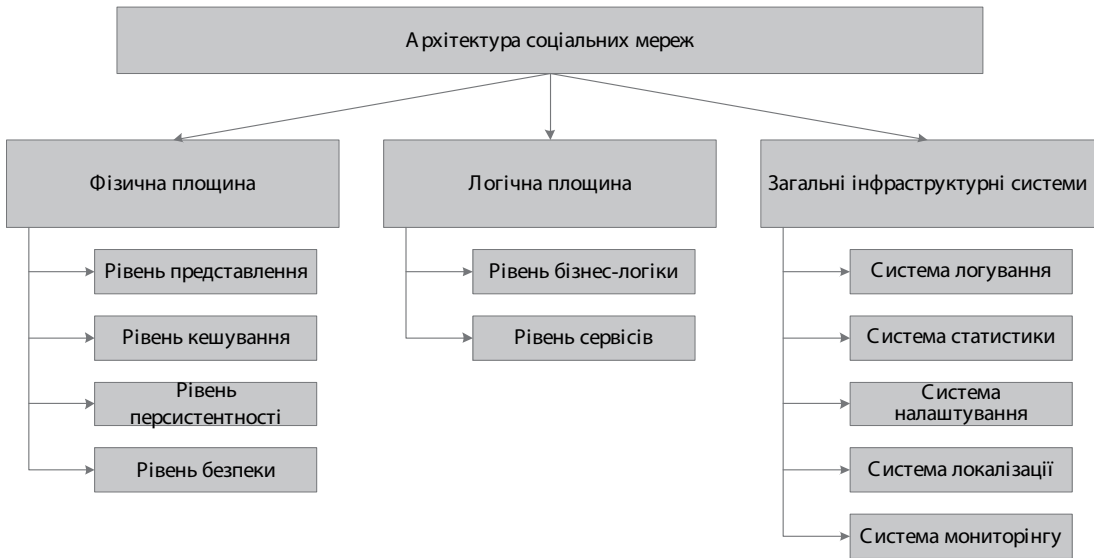 Архітектура соціальних мереж
Фізична площина
Рівень представлення
Рівень кешування
Рівень
персистентності
Рівень безпеки
Логічна площина
Рівень бізнес-логіки
Рівень сервісів
Загальні інфраструктурні системи
Система логування
Система статистики
Система
налаштування
Система локалізації
Система мониторінгу